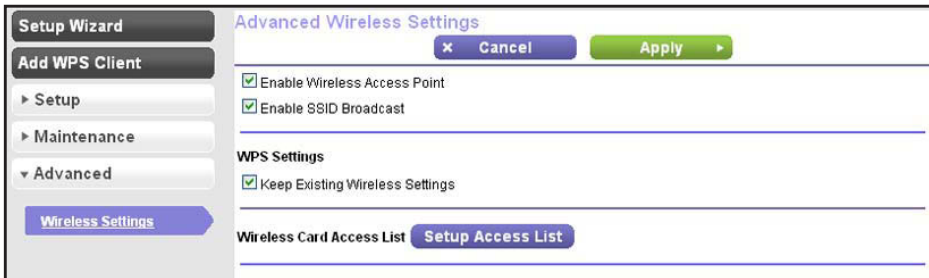 Setup Wizard
Add WPS Client
Setup
Maintenance
Advanced
Wireless Settings
Advanced Wireless Settings
Cancel
Apply
Enable Wireless Access Point
Enable SSID Broadcast
WPS Settings
Keep Existing Wireless Settings
Wireless Card Access List Setup Access List